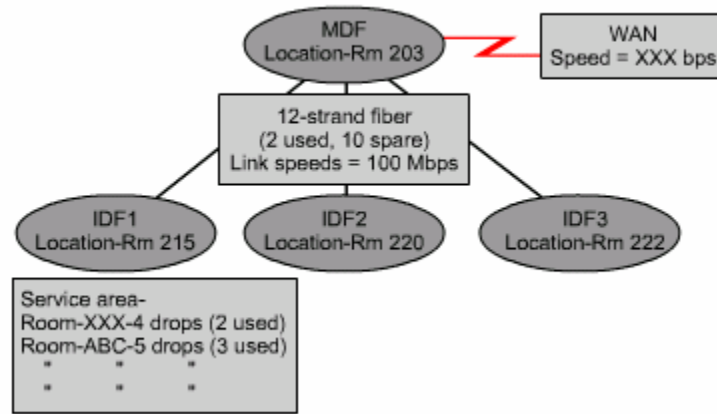 MDF
Location-Rm 203
WAN
Speed = XXX bps
12-strand fiber
(2 used, 10 spare)
Link speeds = 100 Mbps
IDF1
Location-Rm 215
IDF2
Location-Rm 220
IDF3
Location-Rm 222
Service area-
Room-XXX-4 drops (2 used)
Room-ABC-5 drops (3 used)
" " "
" " "